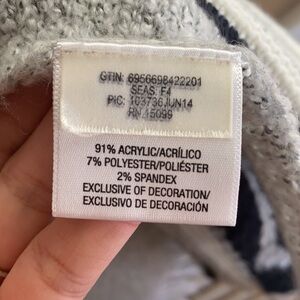 GTIN: 6956698422201
SEAS. F4
PIC: 103736JUN14
RN 15099
91% ACRYLIC/ACRÍLICO
7% POLYESTER/POLIÉSTER
2% SPANDEX
EXCLUSIVE OF DECORATION/
EXCLUSIVO DE DECORACIÓN